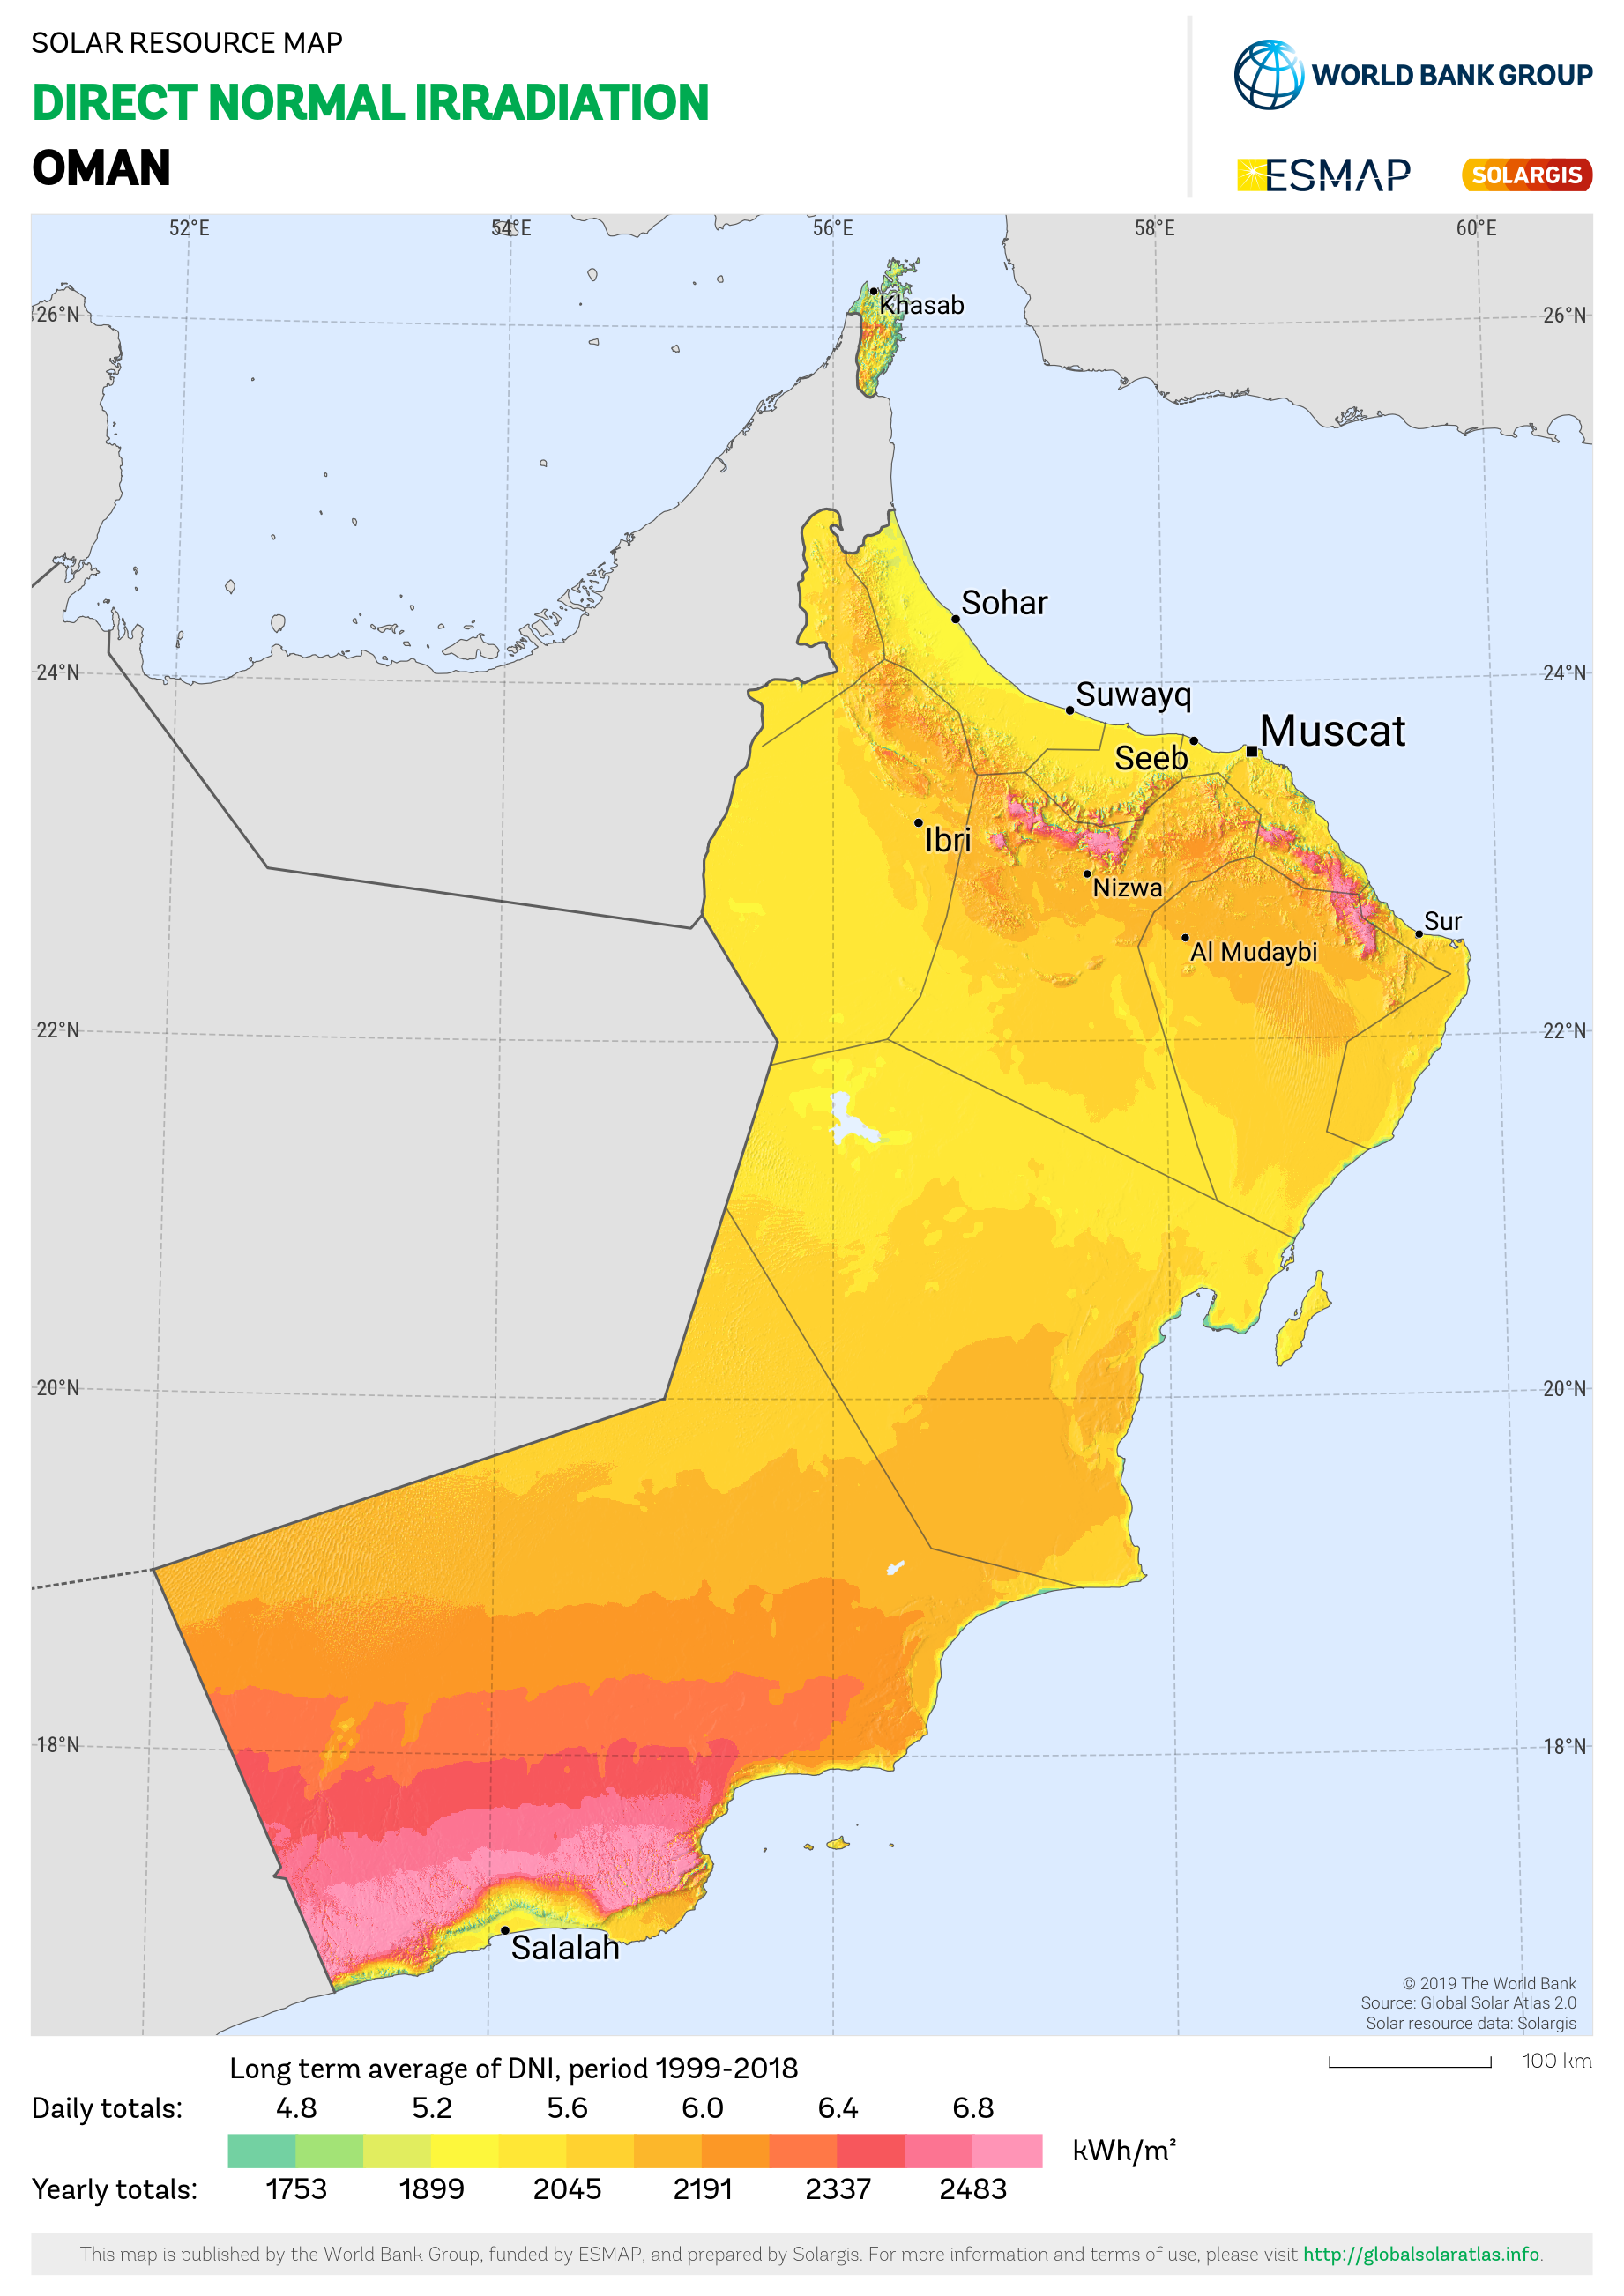 SOLAR RESOURCE MAP
DIRECT NORMAL IRRADIATION
OMAN
WORLD BANK GROUP
ESMAP
SOLARGIS
52°E
54°E
56°E
58°E
60°E
Khasab
26°N
26°N
Sohar
24°N
24°N
Suwayq
Muscat
Seeb
Ibri
Nizwa
Sur
Al Mudaybi
22°N
22°N
20°N
20°N
18°N
18°N
Salalah
© 2019 The World Bank
Source: Global Solar Atlas 2.0
Solar resource data: Solargis
100 km
Long term average of DNI, period 1999-2018
Daily totals: 4.8 5.2 5.6 6.0 6.4 6.8
kWh/m²
Yearly totals: 1753 1899 2045 2191 2337 2483
This map is published by the World Bank Group, funded by ESMAP, and prepared by Solargis. For more information and terms of use, please visit http://globalsolaratlas.info.